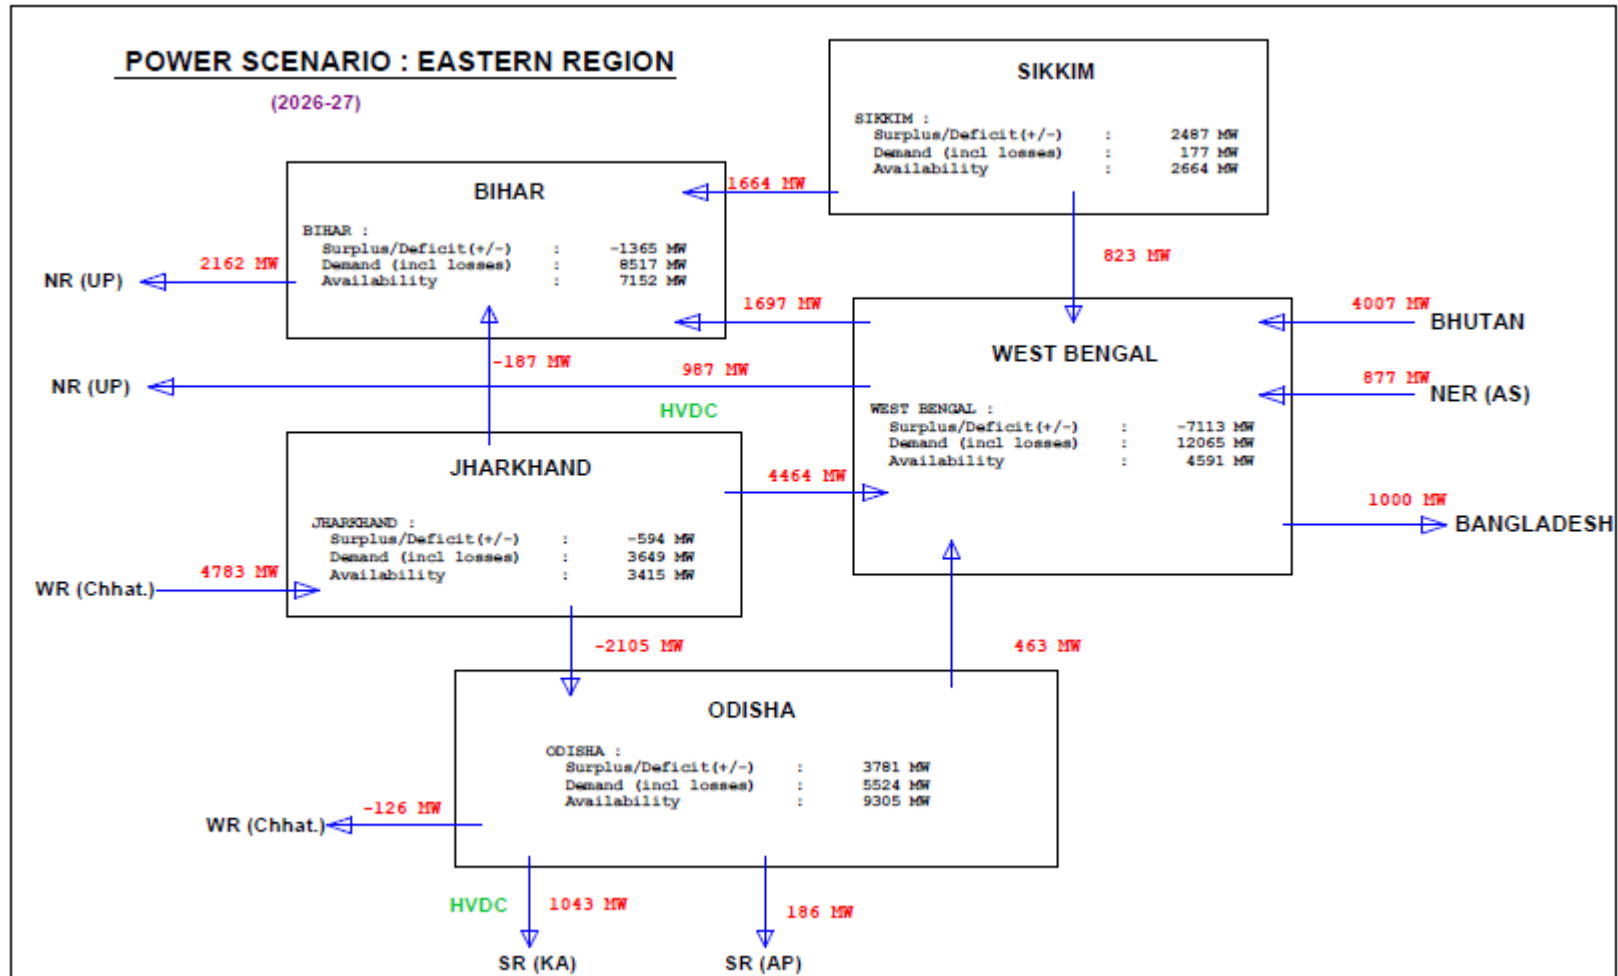 POWER SCENARIO : EASTERN REGION
(2026-27)
SIKKIM
SIKKIM :
Surplus/Deficit(+/-) : 2487 MW
Demand (incl losses) : 177 MW
Availability : 2664 MW
1664 MW
823 MW
BIHAR
BIHAR :
Surplus/Deficit(+/-) : -1365 MW
Demand (incl losses) : 8517 MW
Availability : 7152 MW
2162 MW
NR (UP)
1697 MW
4007 MW
BHUTAN
WEST BENGAL
-187 MW
987 MW
NR (UP)
877 MW
NER (AS)
HVDC
WEST BENGAL :
Surplus/Deficit(+/-) : -7113 MW
Demand (incl losses) : 12065 MW
Availability : 4591 MW
JHARKHAND
4464 MW
1000 MW
BANGLADESH
JHARKHAND :
Surplus/Deficit(+/-) : -594 MW
Demand (incl losses) : 3649 MW
Availability : 3415 MW
4783 MW
WR (Chhat.)
-2105 MW
463 MW
ODISHA
ODISHA :
Surplus/Deficit(+/-) : 3781 MW
Demand (incl losses) : 5524 MW
Availability : 9305 MW
-126 MW
WR (Chhat.)
HVDC
1043 MW
186 MW
SR (KA)
SR (AP)